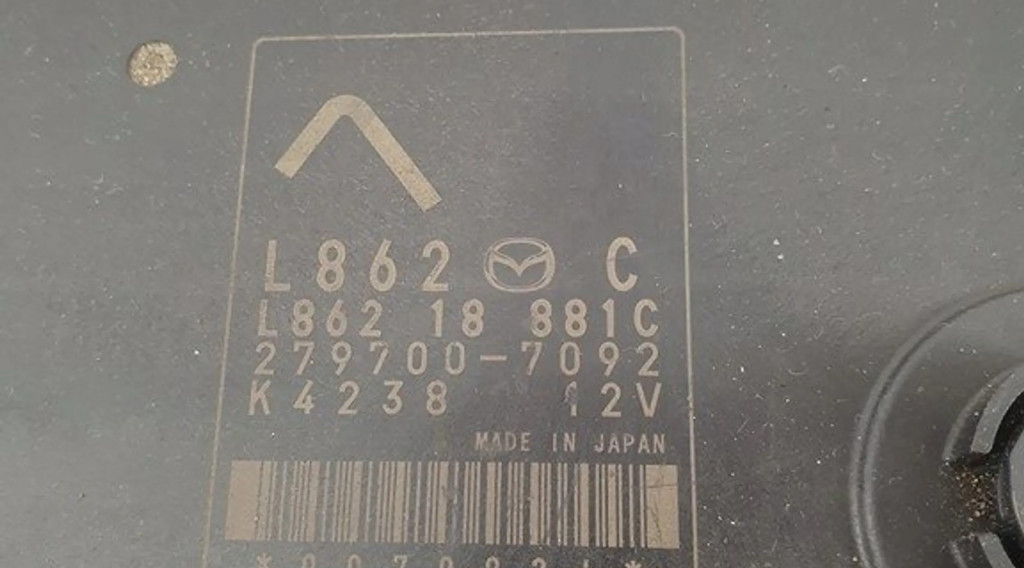 L862 C
L862 18 881C
279700-7092
K4238 12V
MADE IN JAPAN